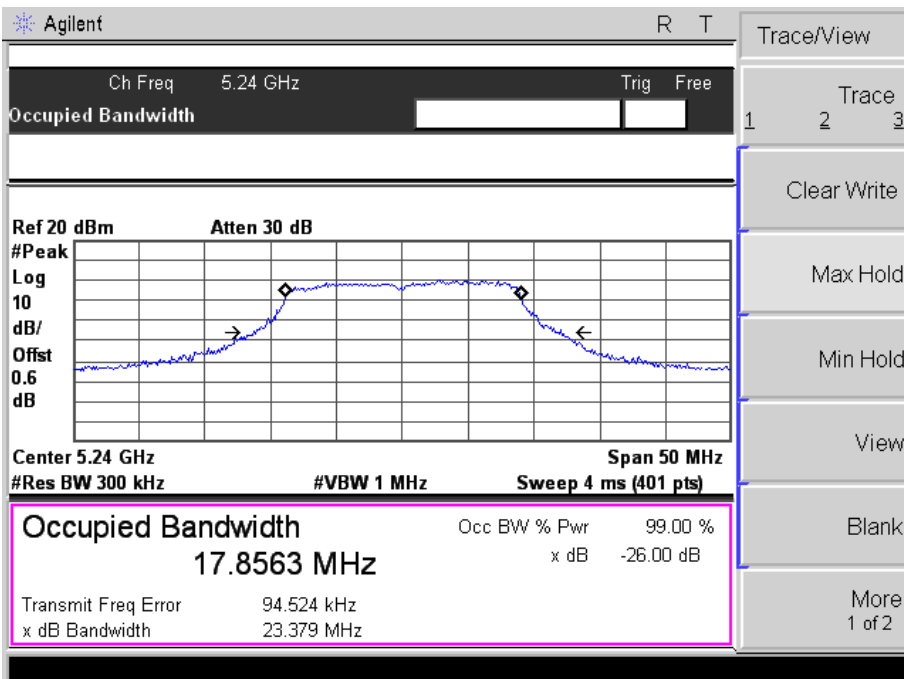 Agilent R T
Ch Freq 5.24 GHz Trig Free
Occupied Bandwidth
Ref 20 dBm Atten 30 dB
#Peak
Log
10
dB/
Offst
0.6
dB
Center 5.24 GHz Span 50 MHz
#Res BW 300 kHz #VBW 1 MHz Sweep 4 ms (401 pts)
Occupied Bandwidth
17.8563 MHz
Occ BW % Pwr 99.00 %
x dB -26.00 dB
Transmit Freq Error 94.524 kHz
x dB Bandwidth 23.379 MHz
Trace/View
Trace
1 2 3
Clear Write
Max Hold
Min Hold
View
Blank
More
1 of 2